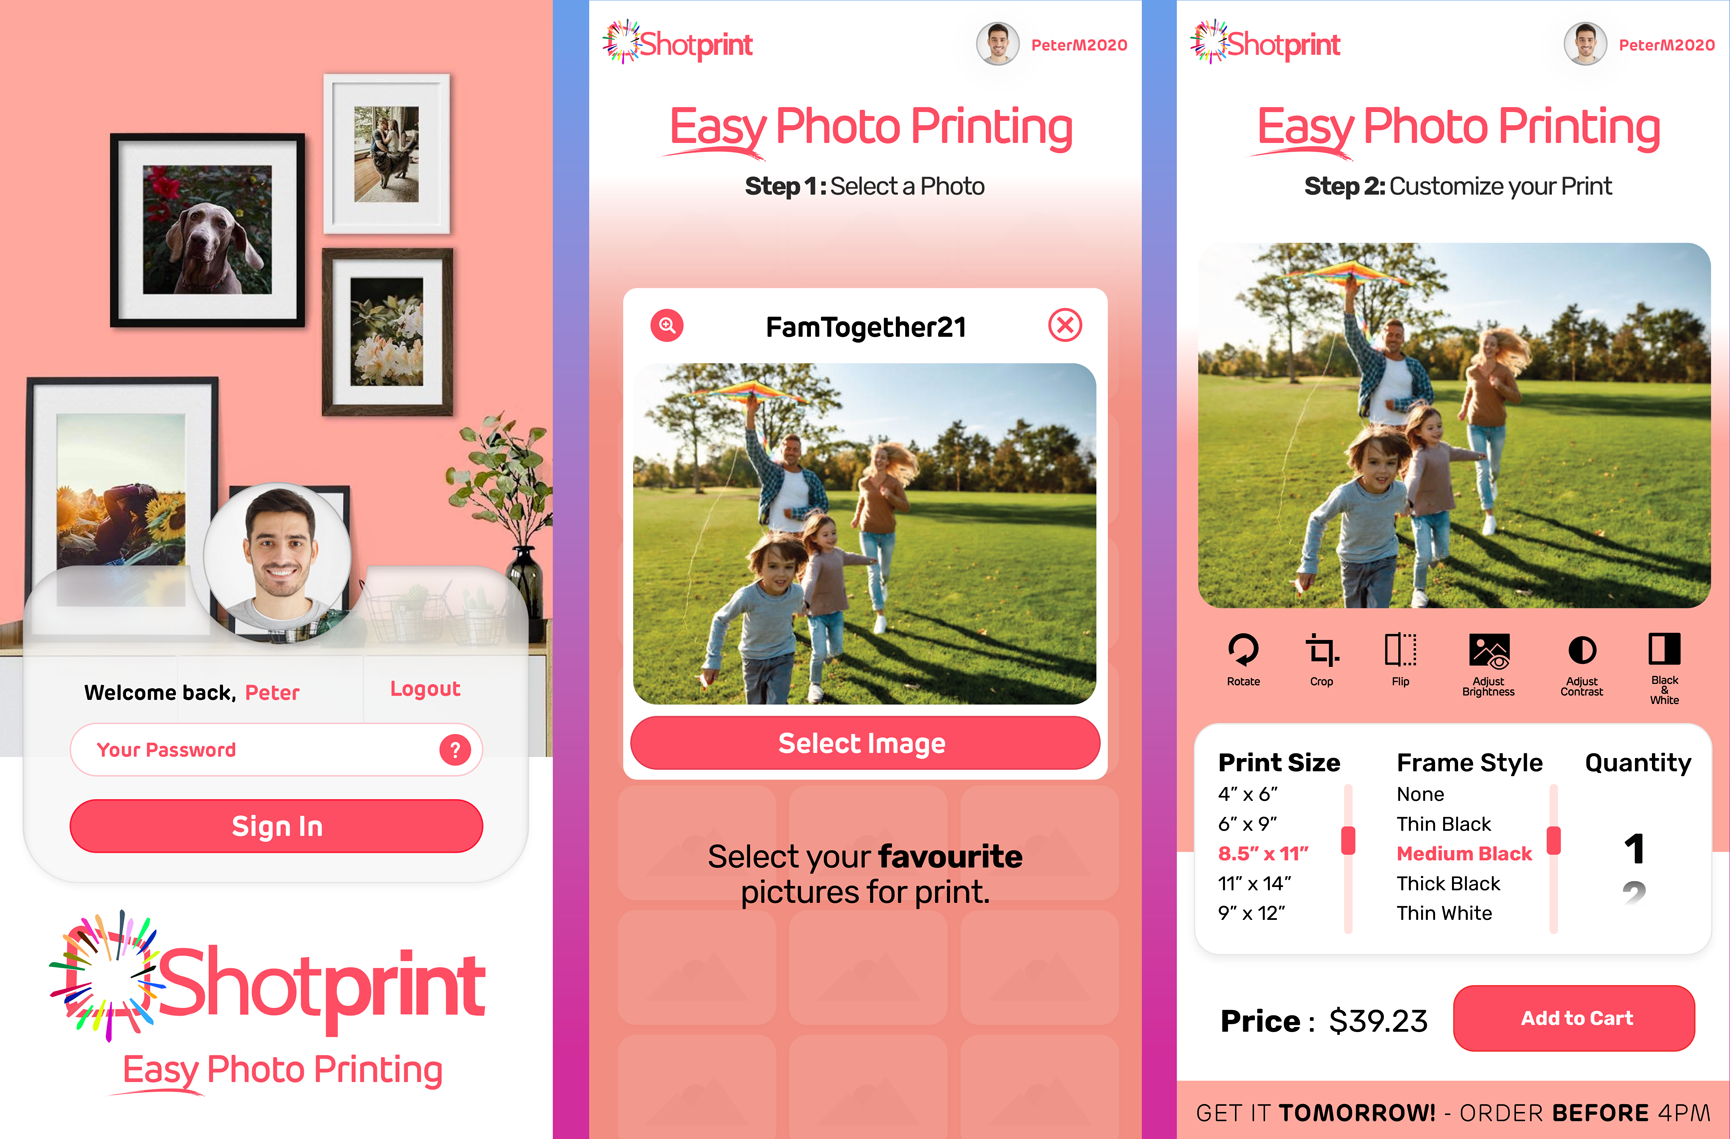 Welcome back, Peter
Logout
Your Password
?
Sign In
Shotprint
Easy Photo Printing
Shotprint
PeterM2020
Easy Photo Printing
Step 1 : Select a Photo
FamTogether21
Select Image
Select your favourite
pictures for print.
Shotprint
PeterM2020
Easy Photo Printing
Step 2: Customize your Print
Rotate
Crop
Flip
Adjust
Brightness
Adjust
Contrast
Black
&
White
Print Size
4” x 6”
6” x 9”
8.5” x 11”
11” x 14”
9” x 12”
Frame Style
None
Thin Black
Medium Black
Thick Black
Thin White
Quantity
1
2
Price : $39.23
Add to Cart
GET IT TOMORROW! - ORDER BEFORE 4PM